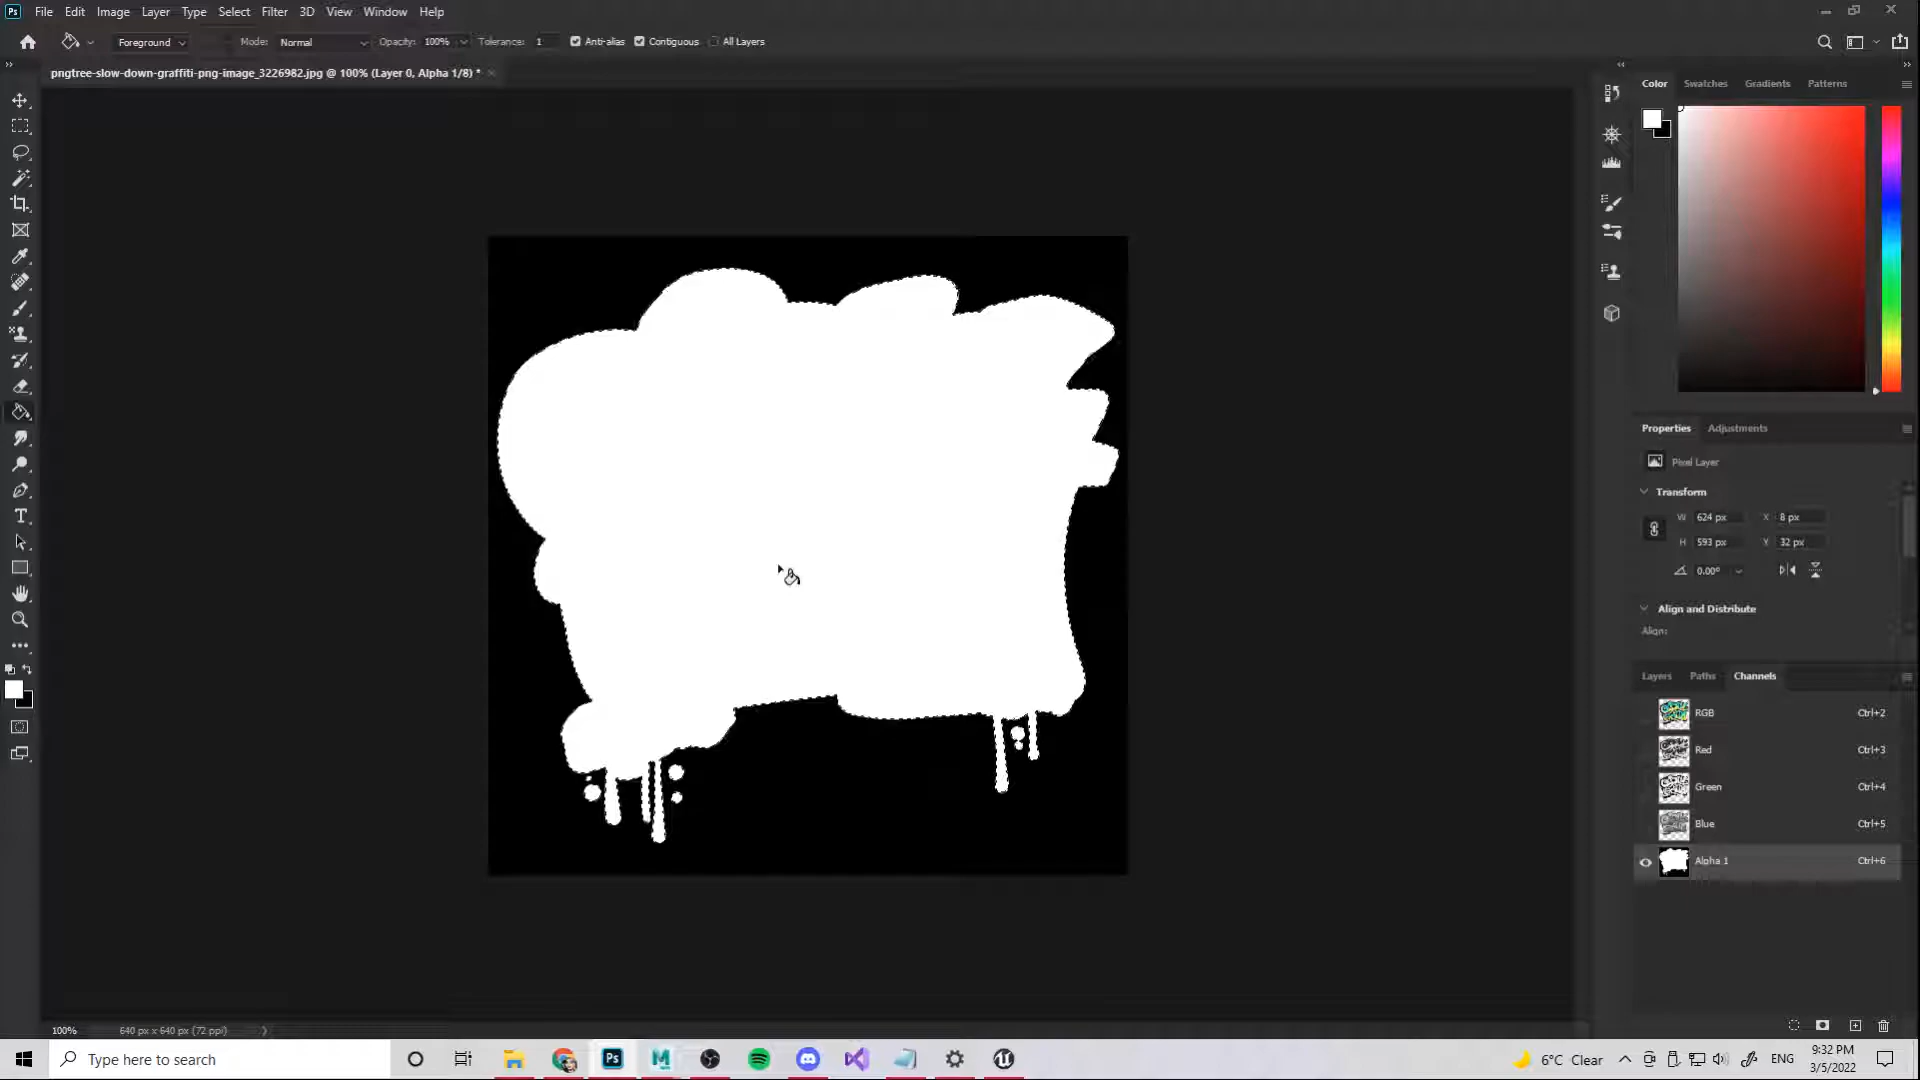 Ps File Edit Image Layer Type Select Filter 3D View Window Help
Foreground Mode: Normal Opacity: 100% Tolerance: 1 Anti-alias Contiguous All Layers
pngtree-slow-down-graffiti-png-image_3226982.jpg @ 100% (Layer 0, Alpha 1/8) *
Color Swatches Gradients Patterns
Properties Adjustments
Pixel Layer
Transform
W 624 px X 8 px
H 593 px Y 32 px
0.00°
Align and Distribute
Align:
Layers Paths Channels
RGB Ctrl+2
Red Ctrl+3
Green Ctrl+4
Blue Ctrl+5
Alpha 1 Ctrl+6
100% 640 px x 640 px (72 ppi)
Type here to search
Ps
6°C Clear
ENG
9:32 PM
3/5/2022